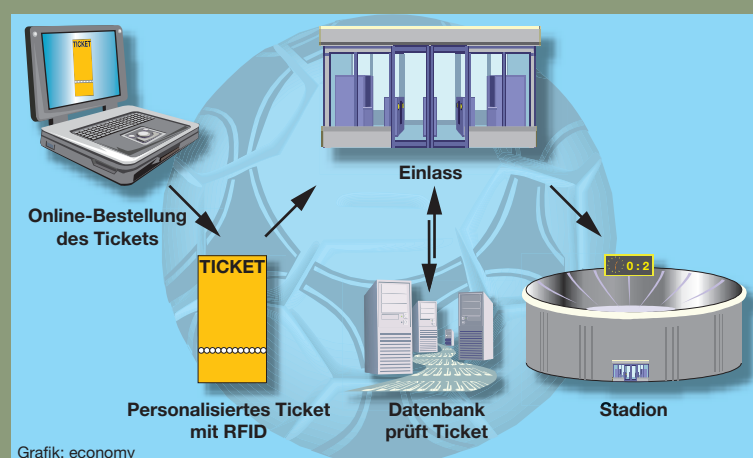 TICKET
Einlass
Online-Bestellung
des Tickets
TICKET
0:2
Personalisiertes Ticket
mit RFID
Datenbank
prüft Ticket
Stadion
Grafik: economy